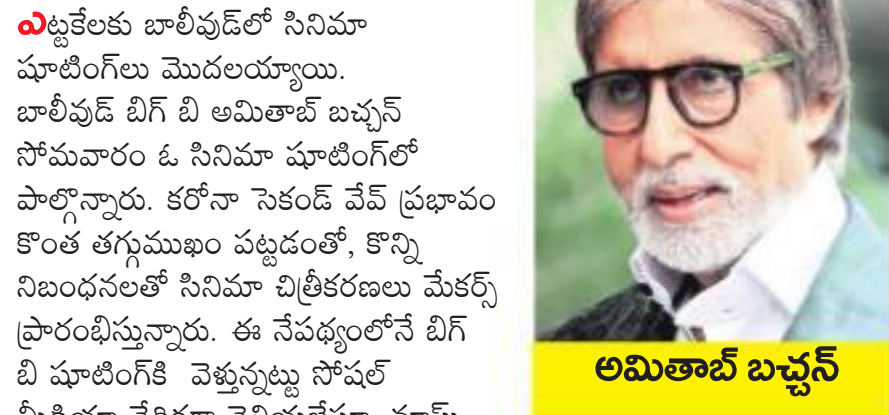 ఎట్టకేలకు బాలీవుడ్‌లో సినిమా
షూటింగ్‌లు మొదలయ్యాయి.
బాలీవుడ్ బిగ్ బి అమితాబ్ బచ్చన్
సోమవారం ఓ సినిమా షూటింగ్‌లో
పాల్గొన్నారు. కరోనా సెకండ్ వేవ్ ప్రభావం
కొంత తగ్గుముఖం పట్టడంతో, కొన్ని
నిబంధనలతో సినిమా చిత్రీకరణలు మేకర్స్
ప్రారంభిస్తున్నారు. ఈ నేపథ్యంలోనే బిగ్
బి షూటింగ్‌కి వెళ్తున్నట్టు సోషల్
అమితాబ్ బచ్చన్